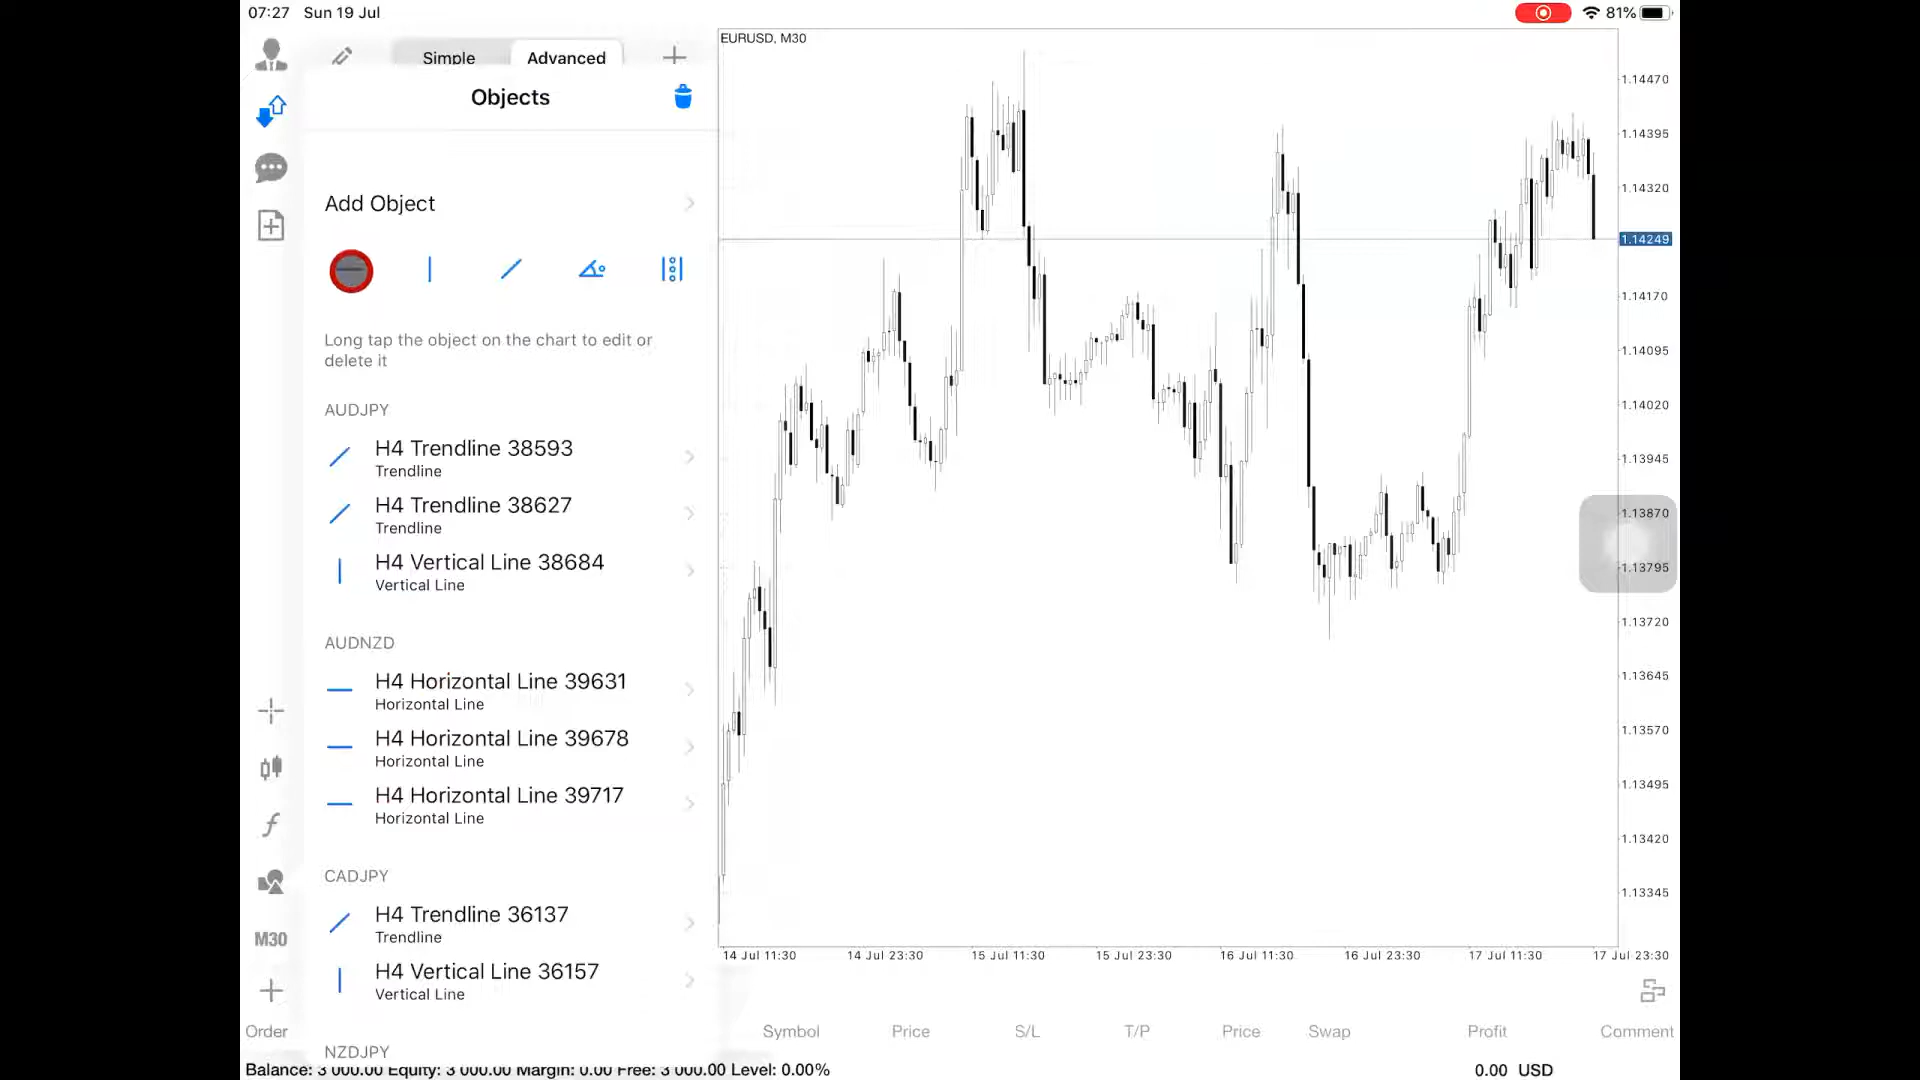 07:27 Sun 19 Jul
81%
Simple
Advanced
Objects
Add Object
Long tap the object on the chart to edit or
delete it
AUDJPY
H4 Trendline 38593
Trendline
H4 Trendline 38627
Trendline
H4 Vertical Line 38684
Vertical Line
AUDNZD
H4 Horizontal Line 39631
Horizontal Line
H4 Horizontal Line 39678
Horizontal Line
H4 Horizontal Line 39717
Horizontal Line
CADJPY
H4 Trendline 36137
Trendline
H4 Vertical Line 36157
Vertical Line
NZDJPY
M30
EURUSD, M30
1.14470
1.14395
1.14320
1.14249
1.14170
1.14095
1.14020
1.13945
1.13870
1.13795
1.13720
1.13645
1.13570
1.13495
1.13420
1.13345
14 Jul 11:30 14 Jul 23:30 15 Jul 11:30 15 Jul 23:30 16 Jul 11:30 16 Jul 23:30 17 Jul 11:30 17 Jul 23:30
Order Symbol Price S/L T/P Price Swap Profit Comment
Balance: 3 000.00 Equity: 3 000.00 Margin: 0.00 Free: 3 000.00 Level: 0.00% 0.00 USD